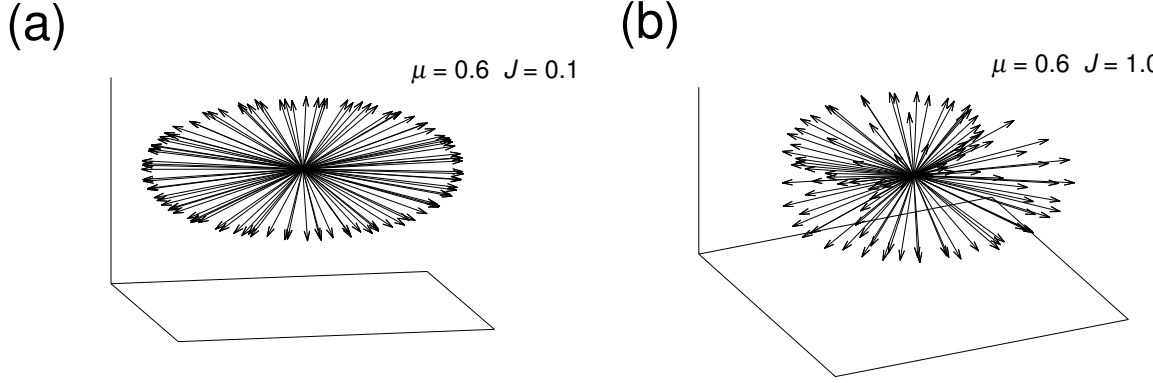 (a)
μ = 0.6 J = 0.1
(b)
μ = 0.6 J = 1.0